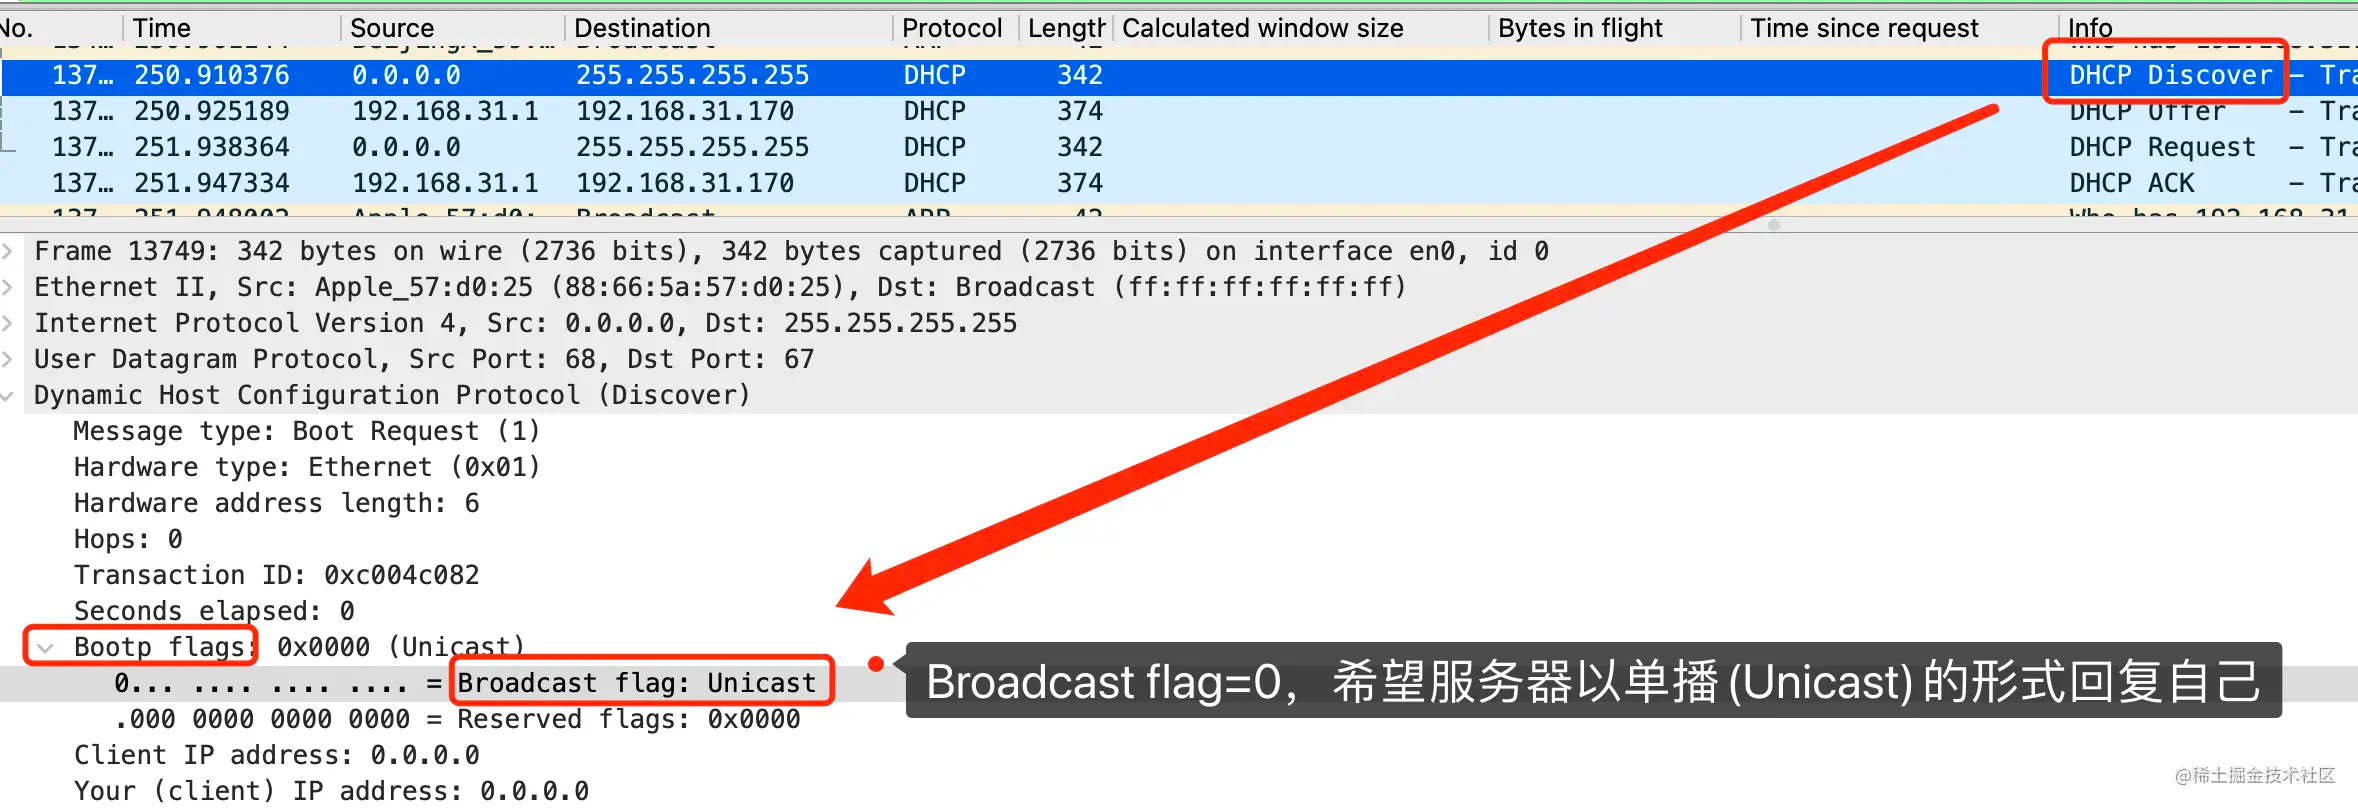 No. Time Source Destination Protocol Length Calculated window size Bytes in flight Time since request Info
137… 250.910376 0.0.0.0 255.255.255.255 DHCP 342 DHCP Discover – Tra
137… 250.925189 192.168.31.1 192.168.31.170 DHCP 374 DHCP Offer – Tra
137… 251.938364 0.0.0.0 255.255.255.255 DHCP 342 DHCP Request – Tra
137… 251.947334 192.168.31.1 192.168.31.170 DHCP 374 DHCP ACK – Tra
Frame 13749: 342 bytes on wire (2736 bits), 342 bytes captured (2736 bits) on interface en0, id 0
Ethernet II, Src: Apple_57:d0:25 (88:66:5a:57:d0:25), Dst: Broadcast (ff:ff:ff:ff:ff:ff)
Internet Protocol Version 4, Src: 0.0.0.0, Dst: 255.255.255.255
User Datagram Protocol, Src Port: 68, Dst Port: 67
Dynamic Host Configuration Protocol (Discover)
Message type: Boot Request (1)
Hardware type: Ethernet (0x01)
Hardware address length: 6
Hops: 0
Transaction ID: 0xc004c082
Seconds elapsed: 0
Bootp flags: 0x0000 (Unicast)
0... .... .... .... = Broadcast flag: Unicast
Broadcast flag=0，希望服务器以单播(Unicast)的形式回复自己
.000 0000 0000 0000 = Reserved flags: 0x0000
Client IP address: 0.0.0.0
Your (client) IP address: 0.0.0.0
@稀土掘金技术社区